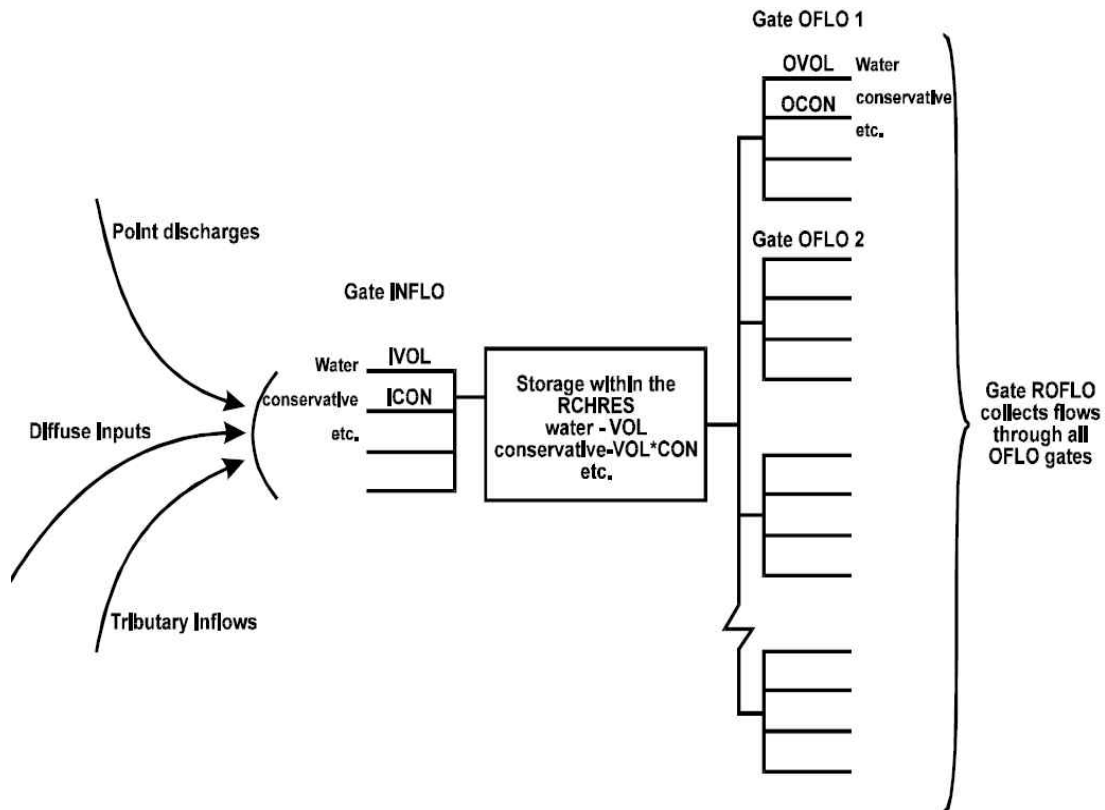 Gate OFLO 1
OVOL Water
OCON conservative
etc.
Point discharges
Gate OFLO 2
Gate INFLO
Water IVOL
conservative ICON
etc.
Diffuse Inputs
Tributary Inflows
Storage within the
RCHRES
water - VOL
conservative-VOL*CON
etc.
Gate ROFLO
collects flows
through all
OFLO gates